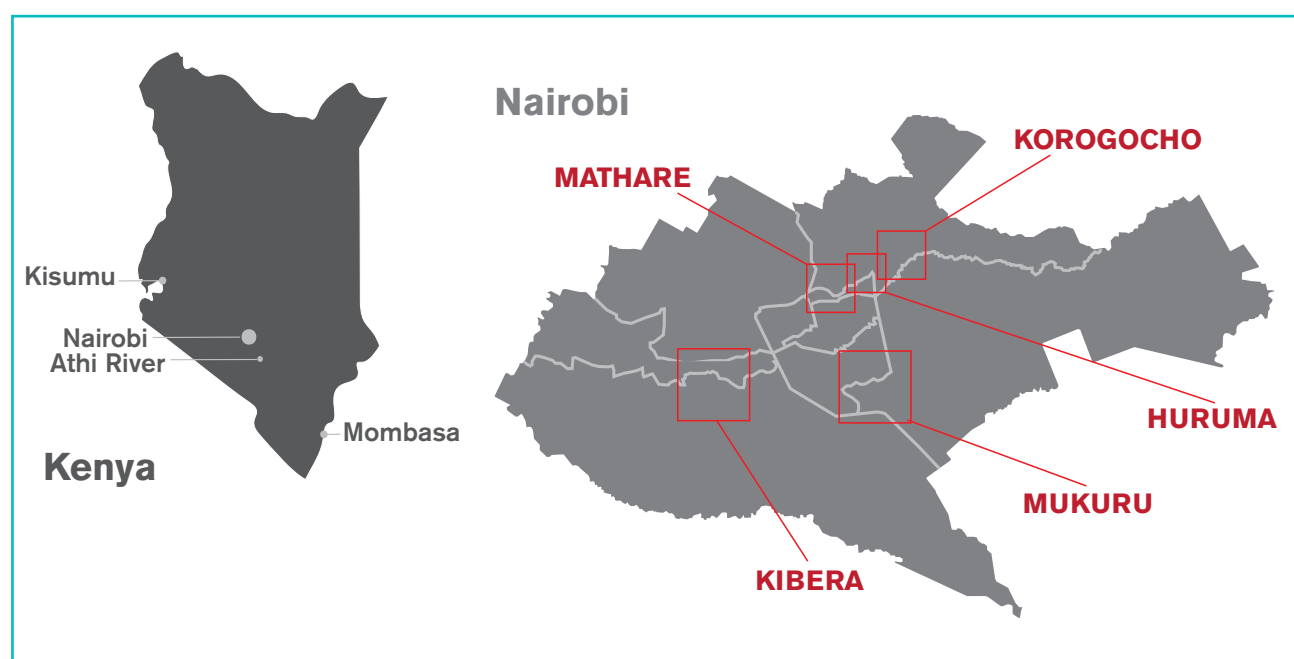 Nairobi
KOROGOCHO
MATHARE
Kisumu
Nairobi
Athi River
Mombasa
Kenya
HURUMA
MUKURU
KIBERA